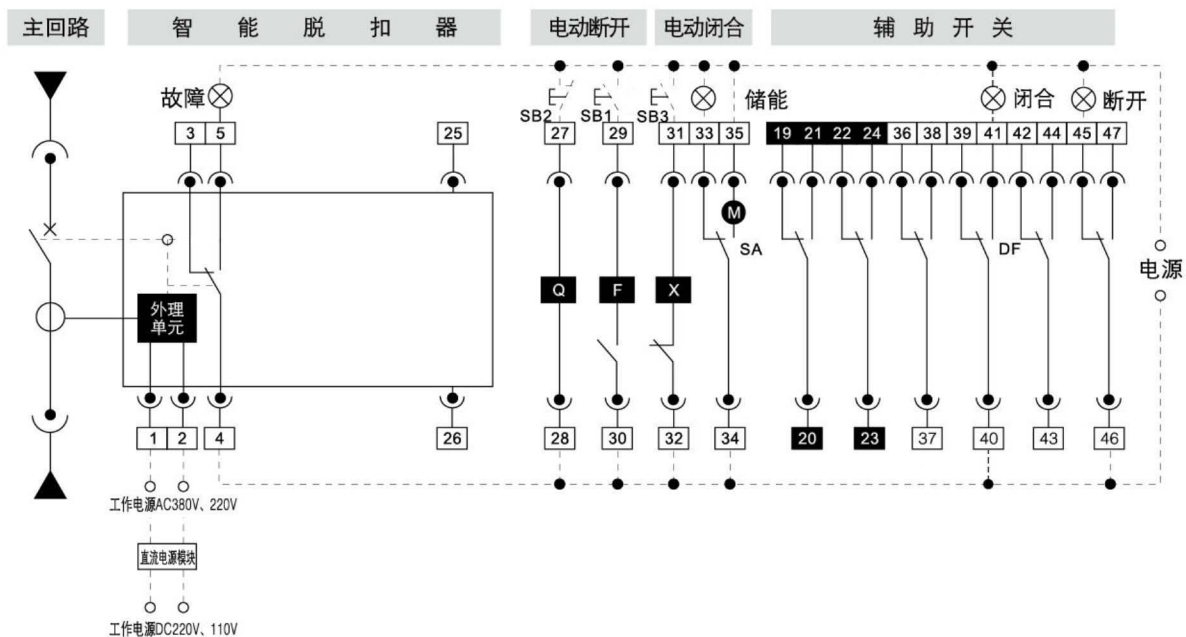 主回路 智能脱扣器 电动断开 电动闭合 辅助开关
故障 储能 闭合 断开
SB2 SB1 SB3
3 5 25 27 29 31 33 35 19 21 22 24 36 38 39 41 42 44 45 47
M
SA DF
电源
Q F X
外理
单元
1 2 4 26 28 30 32 34 20 23 37 40 43 46
工作电源AC380V、220V
直流电源模块
工作电源DC220V、110V